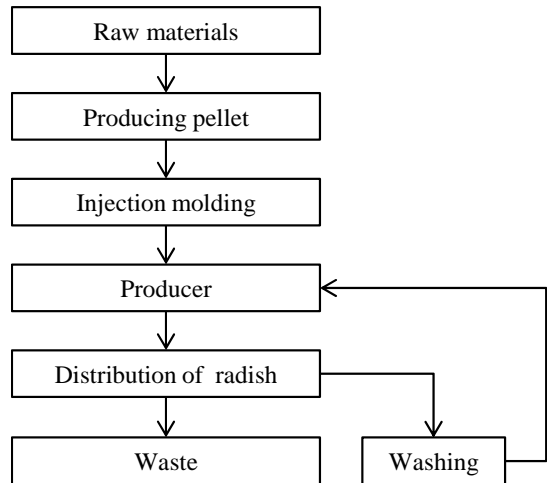 Raw materials
Producing pellet
Injection molding
Producer
Distribution of radish
Waste
Washing